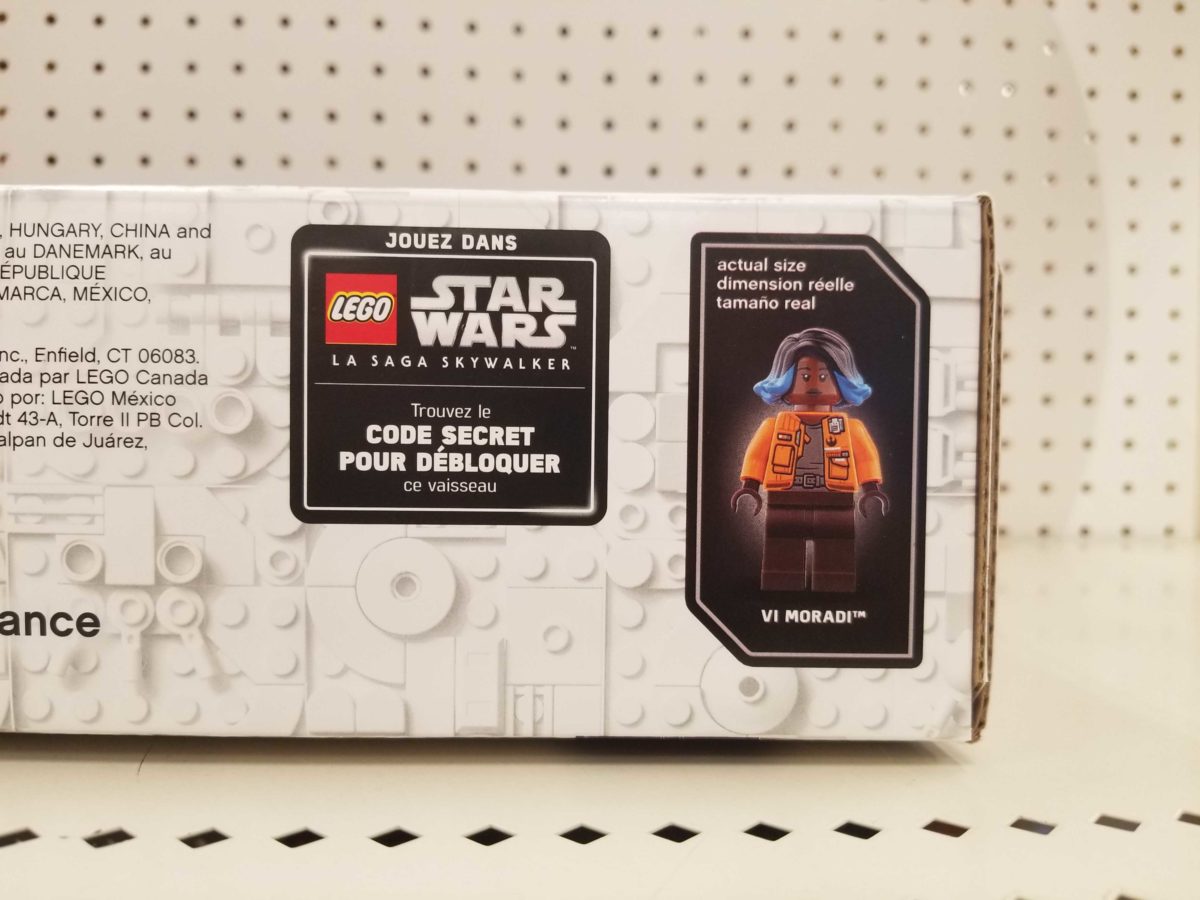 , HUNGARY, CHINA and
au DANEMARK, au
ÉPUBLIQUE
MARCA, MÉXICO,
nc., Enfield, CT 06083.
ada par LEGO Canada
o por: LEGO México
dt 43-A, Torre II PB Col.
alpan de Juárez,
ance
JOUEZ DANS
LEGO
STAR
WARS™
LA SAGA SKYWALKER
Trouvez le
CODE SECRET
POUR DÉBLOQUER
ce vaisseau
actual size
dimension réelle
tamaño real
VI MORADI™